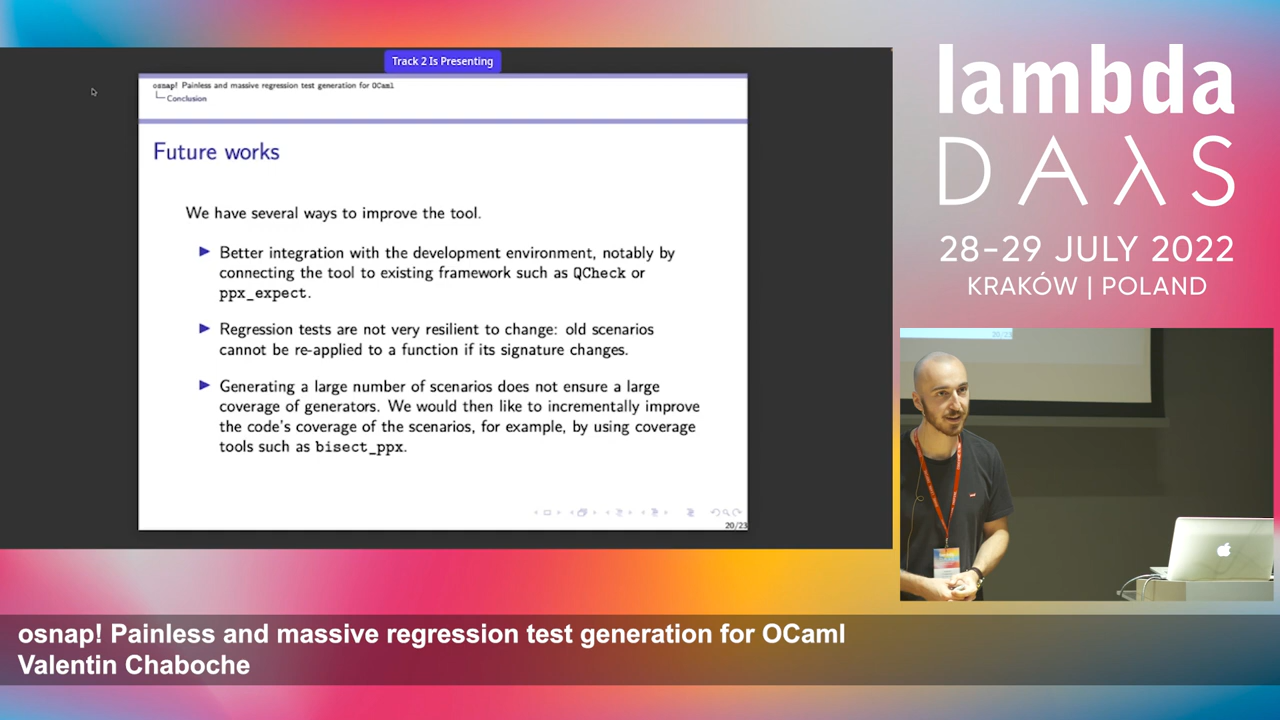 Track 2 Is Presenting
osnap! Painless and massive regression test generation for OCaml
Conclusion
Future works
We have several ways to improve the tool.
Better integration with the development environment, notably by
connecting the tool to existing framework such as QCheck or
ppx_expect.
Regression tests are not very resilient to change: old scenarios
cannot be re-applied to a function if its signature changes.
Generating a large number of scenarios does not ensure a large
coverage of generators. We would then like to incrementally improve
the code's coverage of the scenarios, for example, by using coverage
tools such as bisect_ppx.
20/23
lambda
DAλS
28–29 JULY 2022
KRAKÓW | POLAND
20/23
osnap! Painless and massive regression test generation for OCaml
Valentin Chaboche